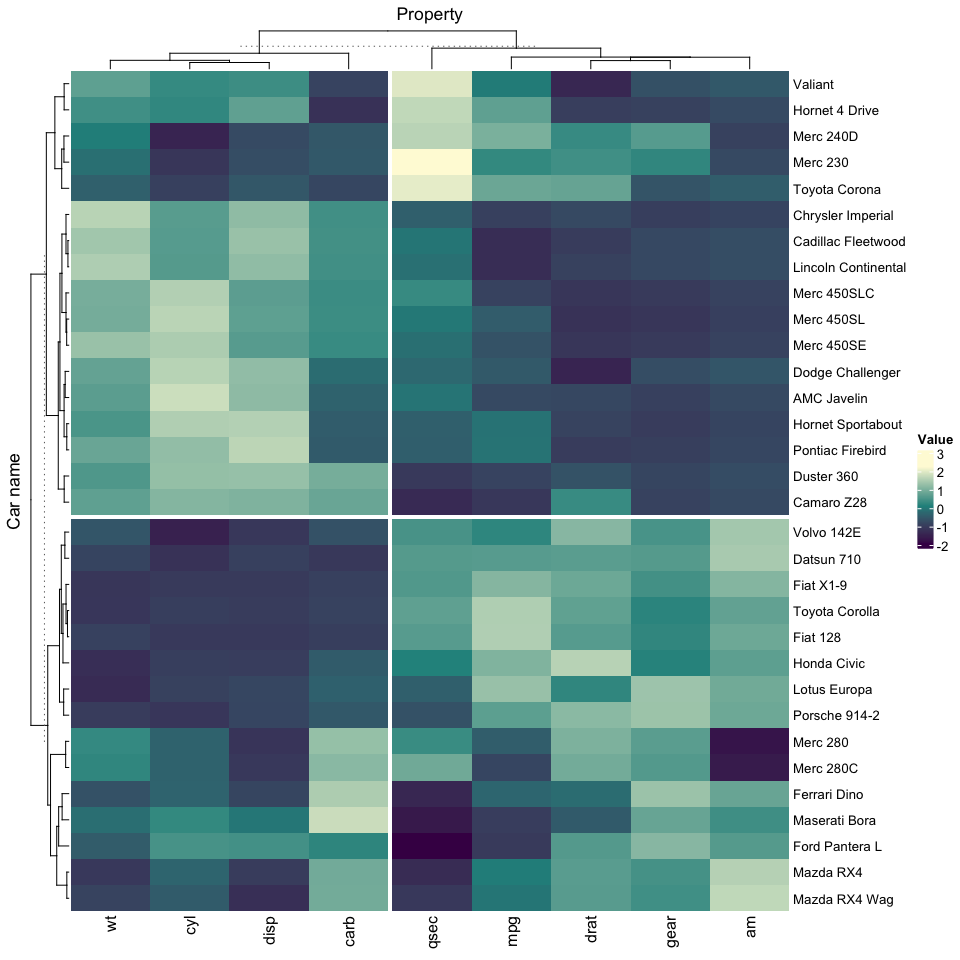 Property
Valiant
Hornet 4 Drive
Merc 240D
Merc 230
Toyota Corona
Chrysler Imperial
Cadillac Fleetwood
Lincoln Continental
Merc 450SLC
Merc 450SL
Merc 450SE
Dodge Challenger
AMC Javelin
Hornet Sportabout
Pontiac Firebird
Duster 360
Camaro Z28
Volvo 142E
Datsun 710
Fiat X1-9
Toyota Corolla
Fiat 128
Honda Civic
Lotus Europa
Porsche 914-2
Merc 280
Merc 280C
Ferrari Dino
Maserati Bora
Ford Pantera L
Mazda RX4
Mazda RX4 Wag
Car name
wt cyl disp carb qsec mpg drat gear am
Value
3
2
1
0
-1
-2